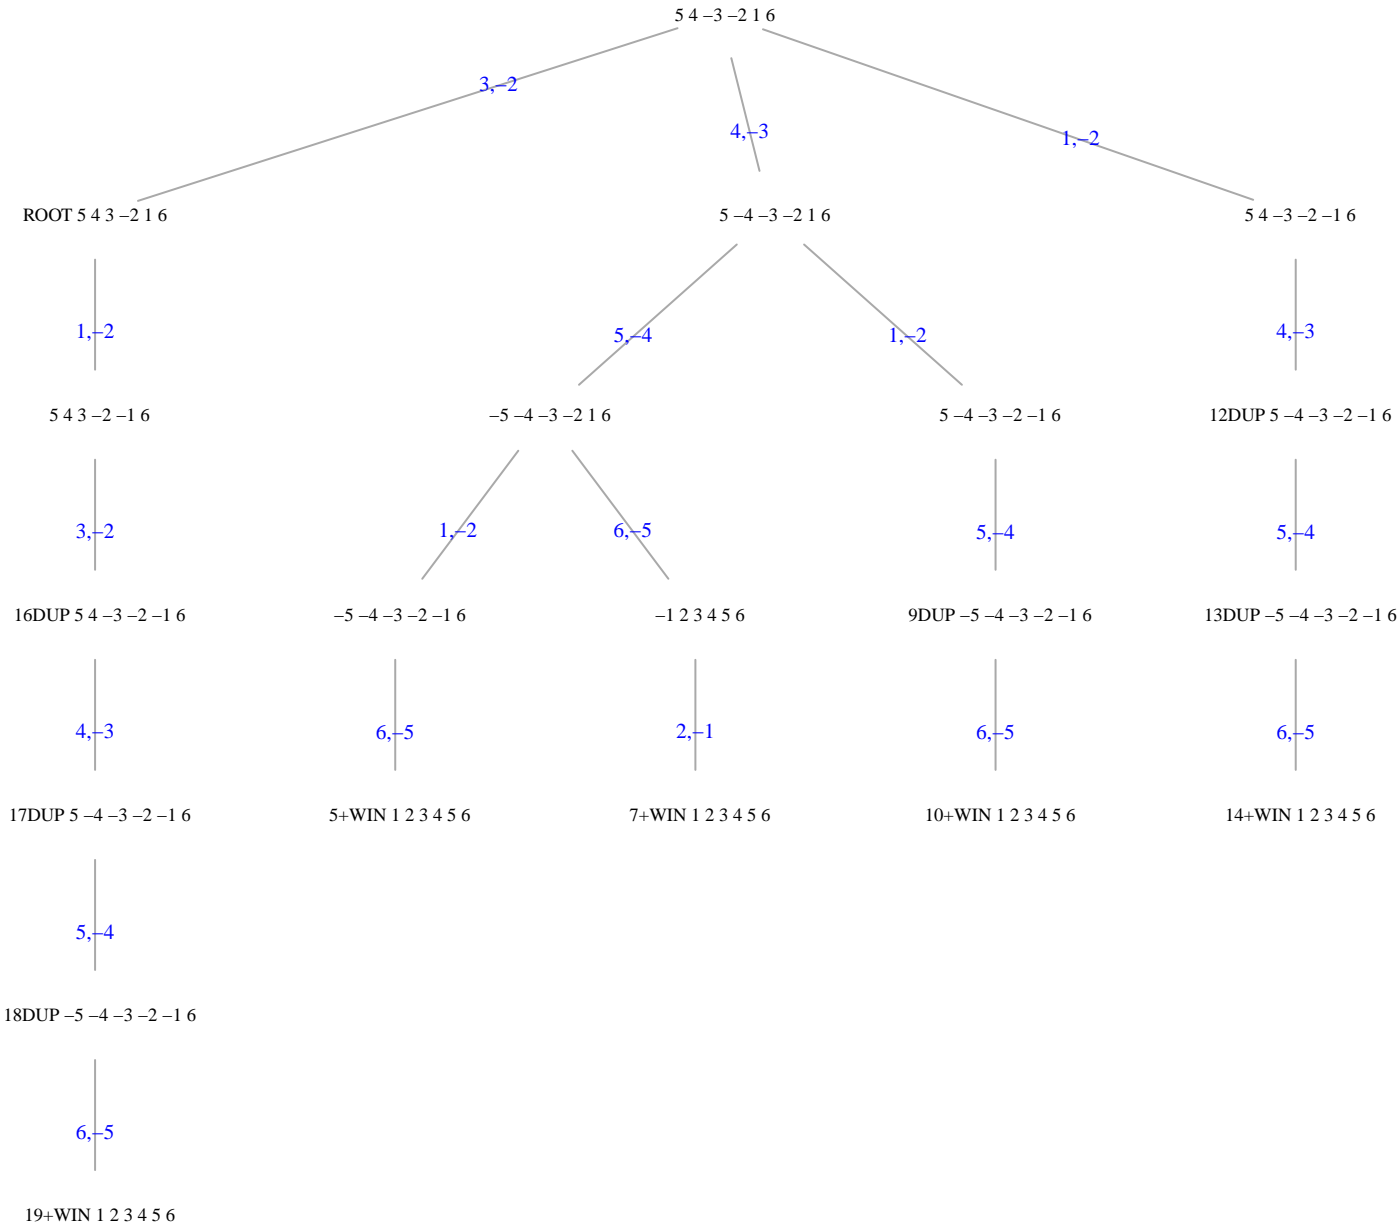 5 4 –3 –2 1 6
3,–2
4,–3
1,–2
ROOT 5 4 3 –2 1 6
5 –4 –3 –2 1 6
5 4 –3 –2 –1 6
1,–2
5,–4
1,–2
4,–3
5 4 3 –2 –1 6
–5 –4 –3 –2 1 6
5 –4 –3 –2 –1 6
12DUP 5 –4 –3 –2 –1 6
3,–2
1,–2
6,–5
5,–4
5,–4
16DUP 5 4 –3 –2 –1 6
–5 –4 –3 –2 –1 6
–1 2 3 4 5 6
9DUP –5 –4 –3 –2 –1 6
13DUP –5 –4 –3 –2 –1 6
4,–3
6,–5
2,–1
6,–5
6,–5
17DUP 5 –4 –3 –2 –1 6
5+WIN 1 2 3 4 5 6
7+WIN 1 2 3 4 5 6
10+WIN 1 2 3 4 5 6
14+WIN 1 2 3 4 5 6
5,–4
18DUP –5 –4 –3 –2 –1 6
6,–5
19+WIN 1 2 3 4 5 6